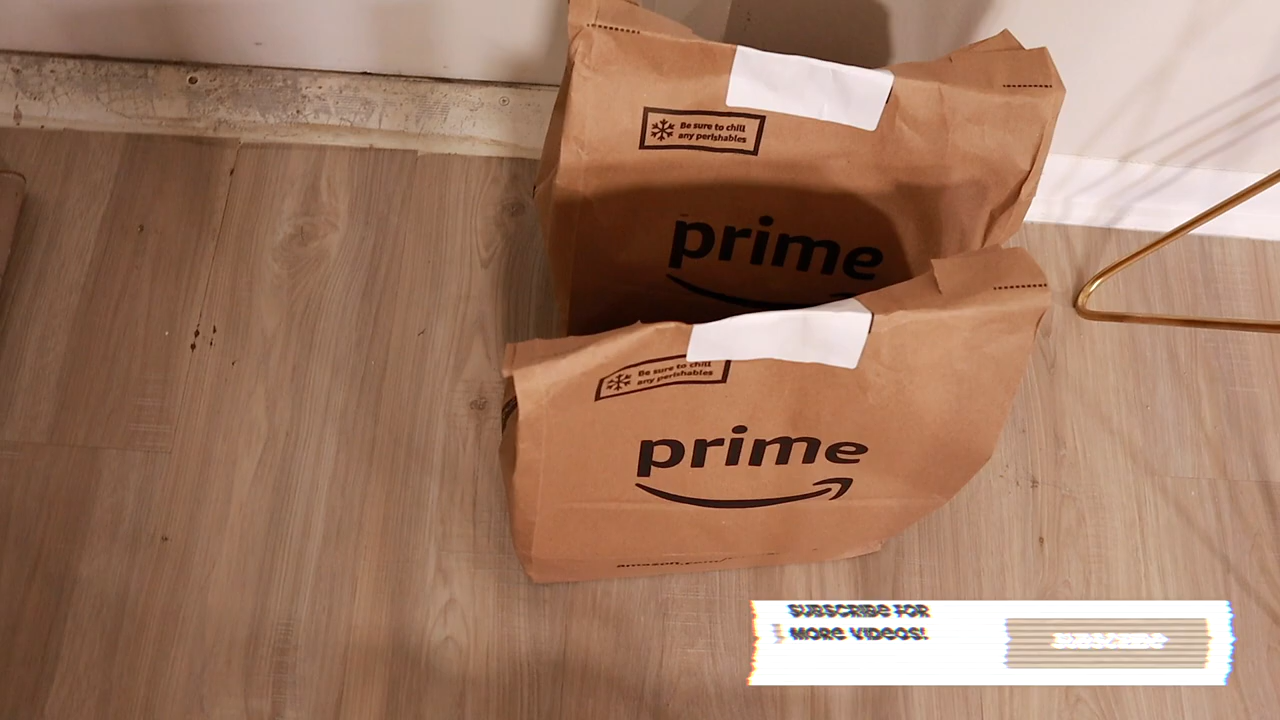 Be sure to chill
any perishables
prime
Be sure to chill
any perishables
prime
SUBSCRIBE FOR
MORE VIDEOS!
SUBSCRIBE